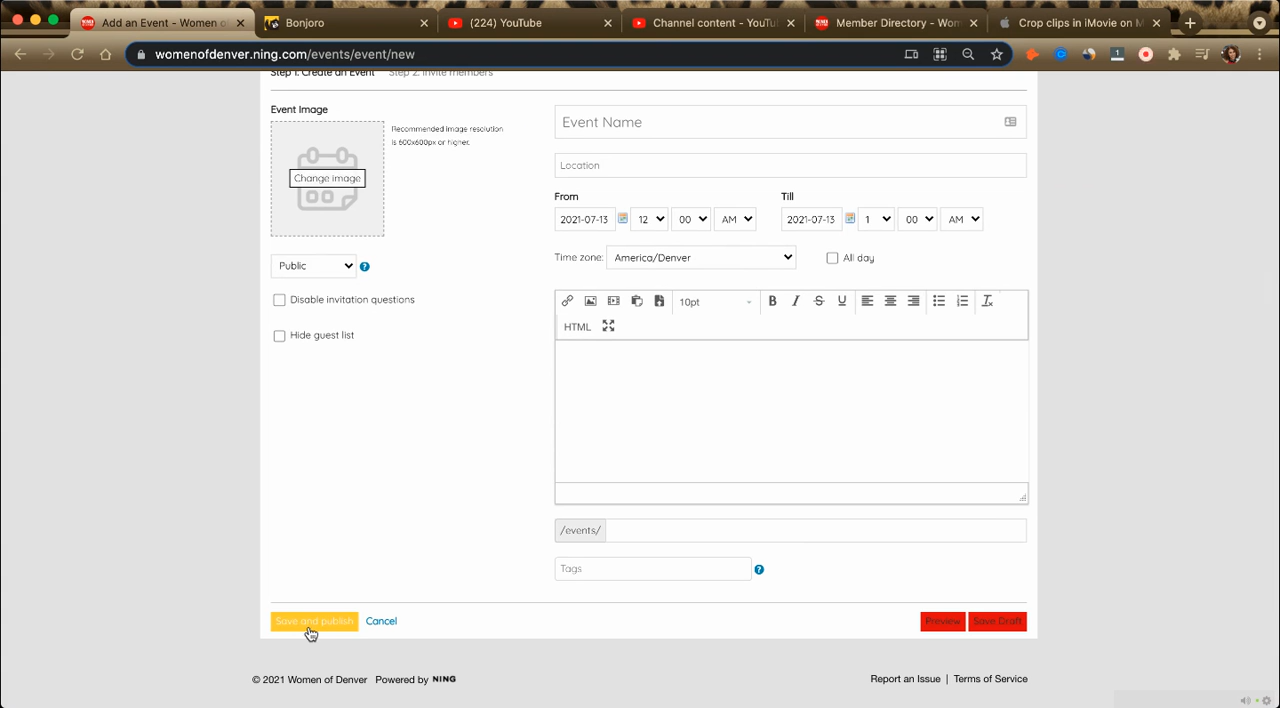 Add an Event - Women of
Bonjoro
(224) YouTube
Channel content - YouTu
Member Directory - Wom
Crop clips in iMovie on M
womenofdenver.ning.com/events/event/new
Step 1: Create an Event Step 2: Invite members
Event Image
Change image
Recommended image resolution
is 600x600px or higher.
Public
Disable invitation questions
Hide guest list
Event Name
Location
From
Till
2021-07-13 12 00 AM
2021-07-13 1 00 AM
Time zone: America/Denver
All day
10pt
HTML
/events/
Tags
Save and publish
Cancel
Preview
Save Draft
© 2021 Women of Denver Powered by NING
Report an Issue | Terms of Service